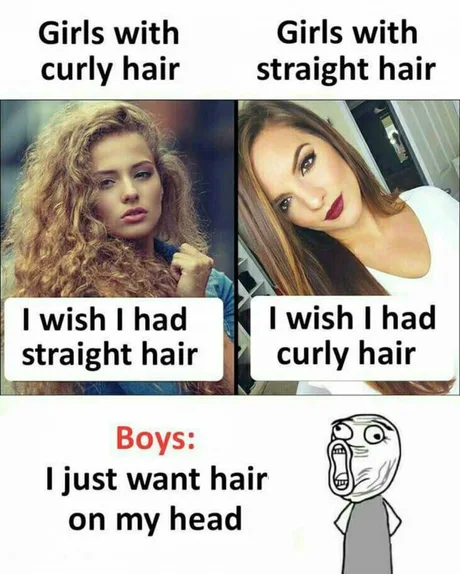 Girls with
curly hair
Girls with
straight hair
I wish I had
straight hair
I wish I had
curly hair
Boys:
I just want hair
on my head